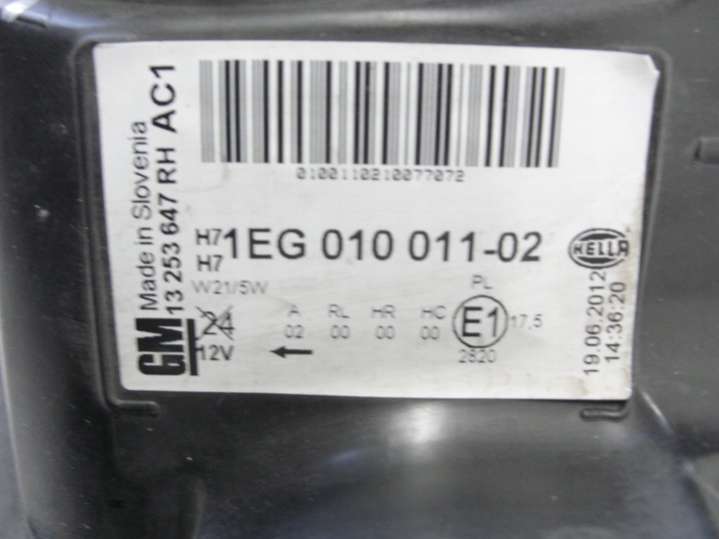 Made in Slovenia
GM 13 253 647 RH AC1
0100110210077072
H7
H7
1EG 010 011-02
HELLA
W21/5W
PL
24
A RL HR HC
02 00 00 00
E1
17,5
12V
2820
19.06.2012
14:36:20